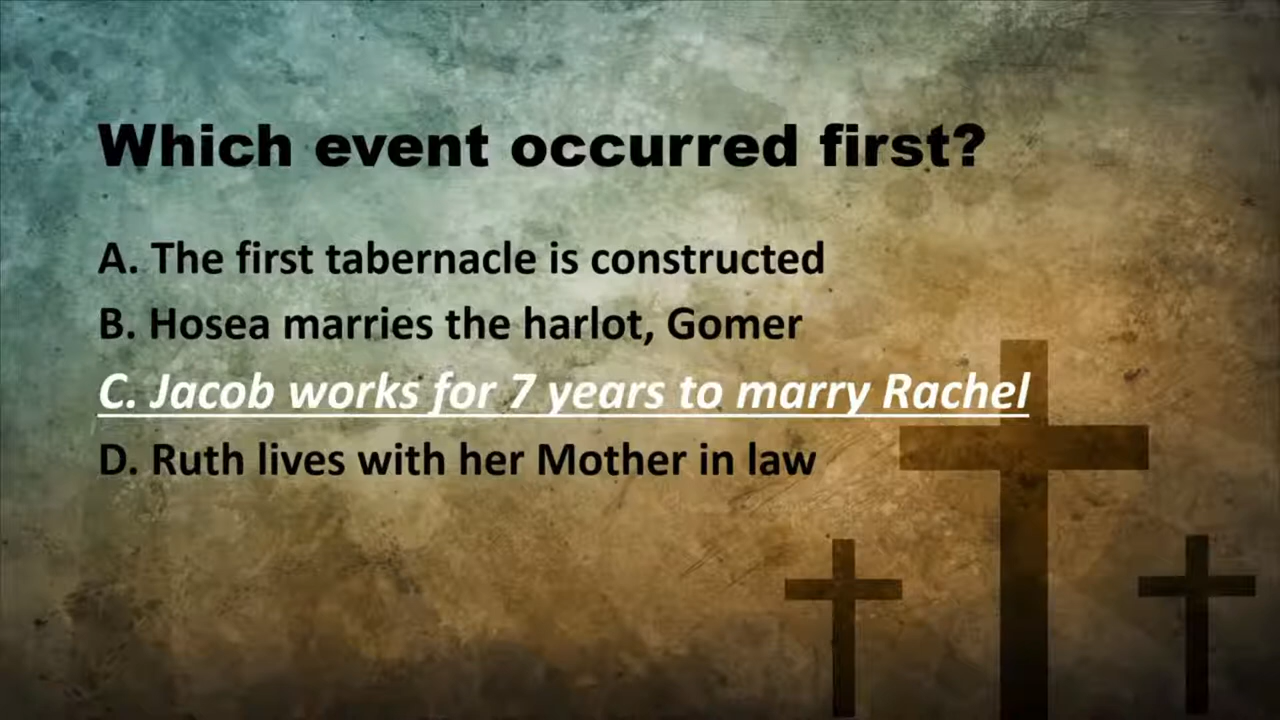 Which event occurred first?
A. The first tabernacle is constructed
B. Hosea marries the harlot, Gomer
C. Jacob works for 7 years to marry Rachel
D. Ruth lives with her Mother in law